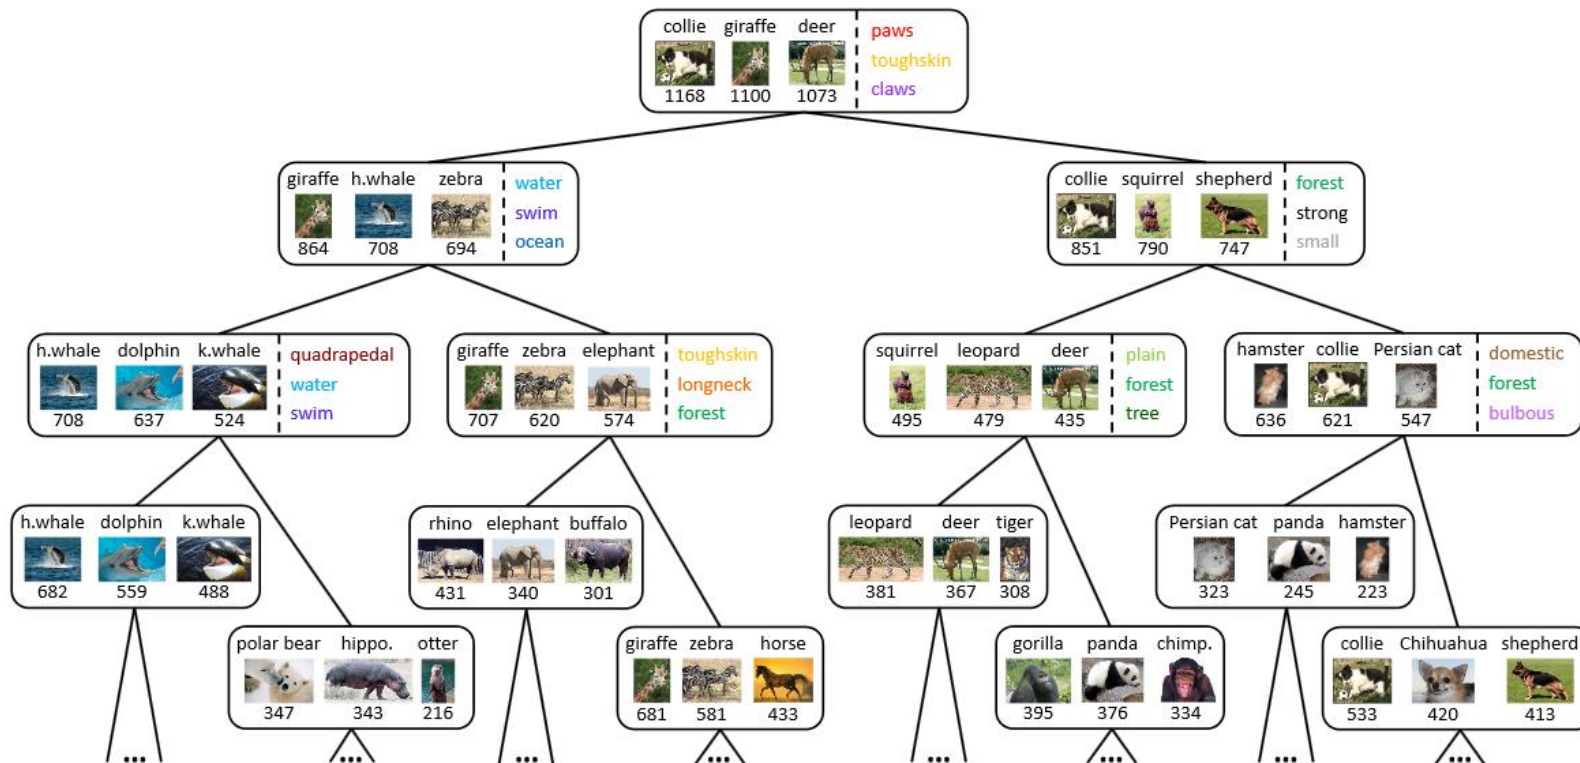 collie giraffe deer
paws
toughskin
claws
1168 1100 1073
giraffe h.whale zebra
water
swim
ocean
864 708 694
collie squirrel shepherd
forest
strong
small
851 790 747
h.whale dolphin k.whale
quadrapedal
water
swim
708 637 524
giraffe zebra elephant
toughskin
longneck
forest
707 620 574
squirrel leopard deer
plain
forest
tree
495 479 435
hamster collie Persian cat
domestic
forest
bulbous
636 621 547
h.whale dolphin k.whale
682 559 488
rhino elephant buffalo
431 340 301
leopard deer tiger
381 367 308
Persian cat panda hamster
323 245 223
polar bear hippo. otter
347 343 216
giraffe zebra horse
681 581 433
gorilla panda chimp.
395 376 334
collie Chihuahua shepherd
533 420 413
... ... ... ... ... ... ... ...